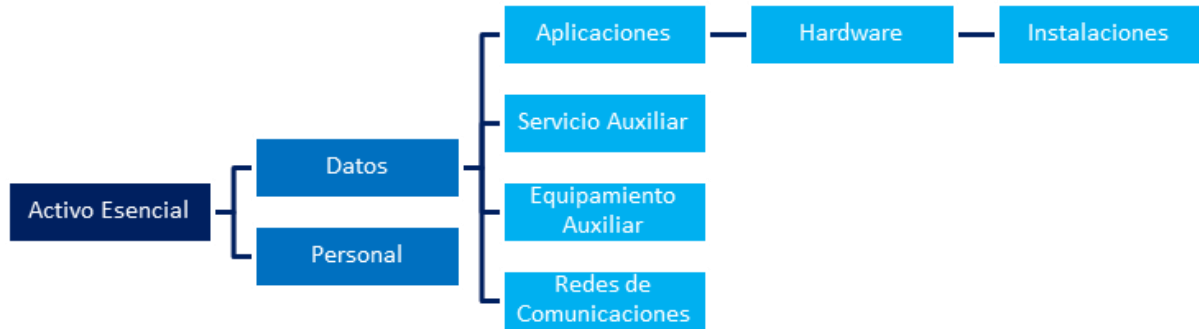 Aplicaciones
Hardware
Instalaciones
Servicio Auxiliar
Datos
Equipamiento
Auxiliar
Activo Esencial
Personal
Redes de
Comunicaciones